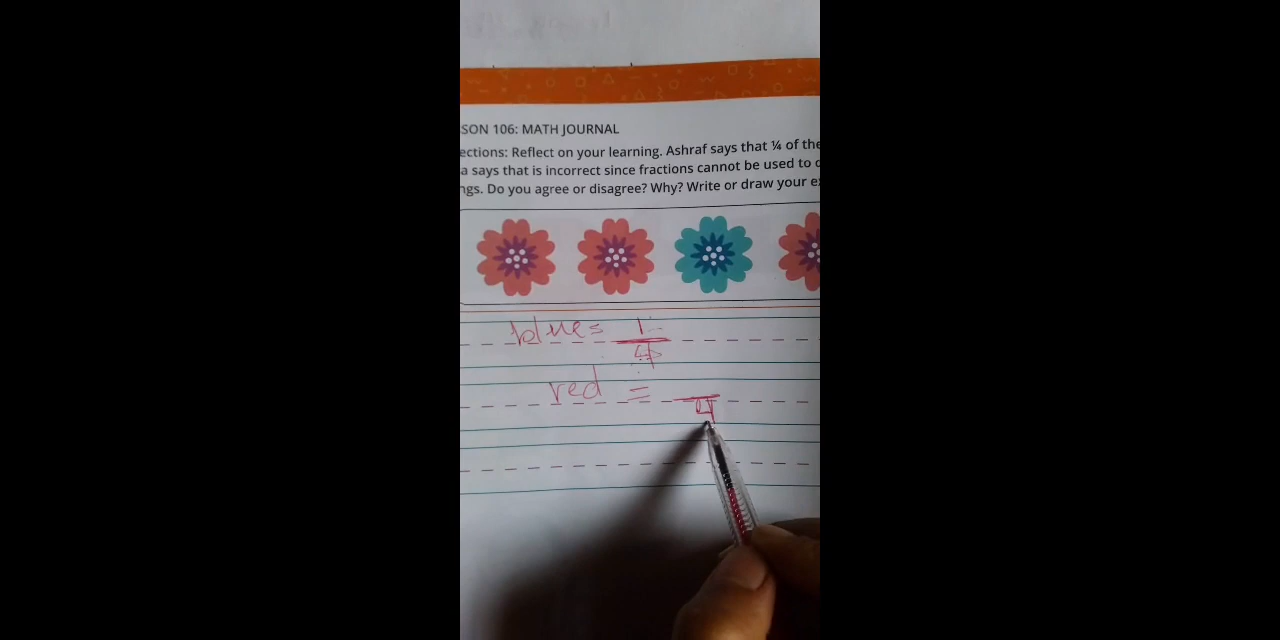 SON 106: MATH JOURNAL
ections: Reflect on your learning. Ashraf says that ¼ of the
a says that is incorrect since fractions cannot be used to
ngs. Do you agree or disagree? Why? Write or draw your
blue = 1
4
red =
4